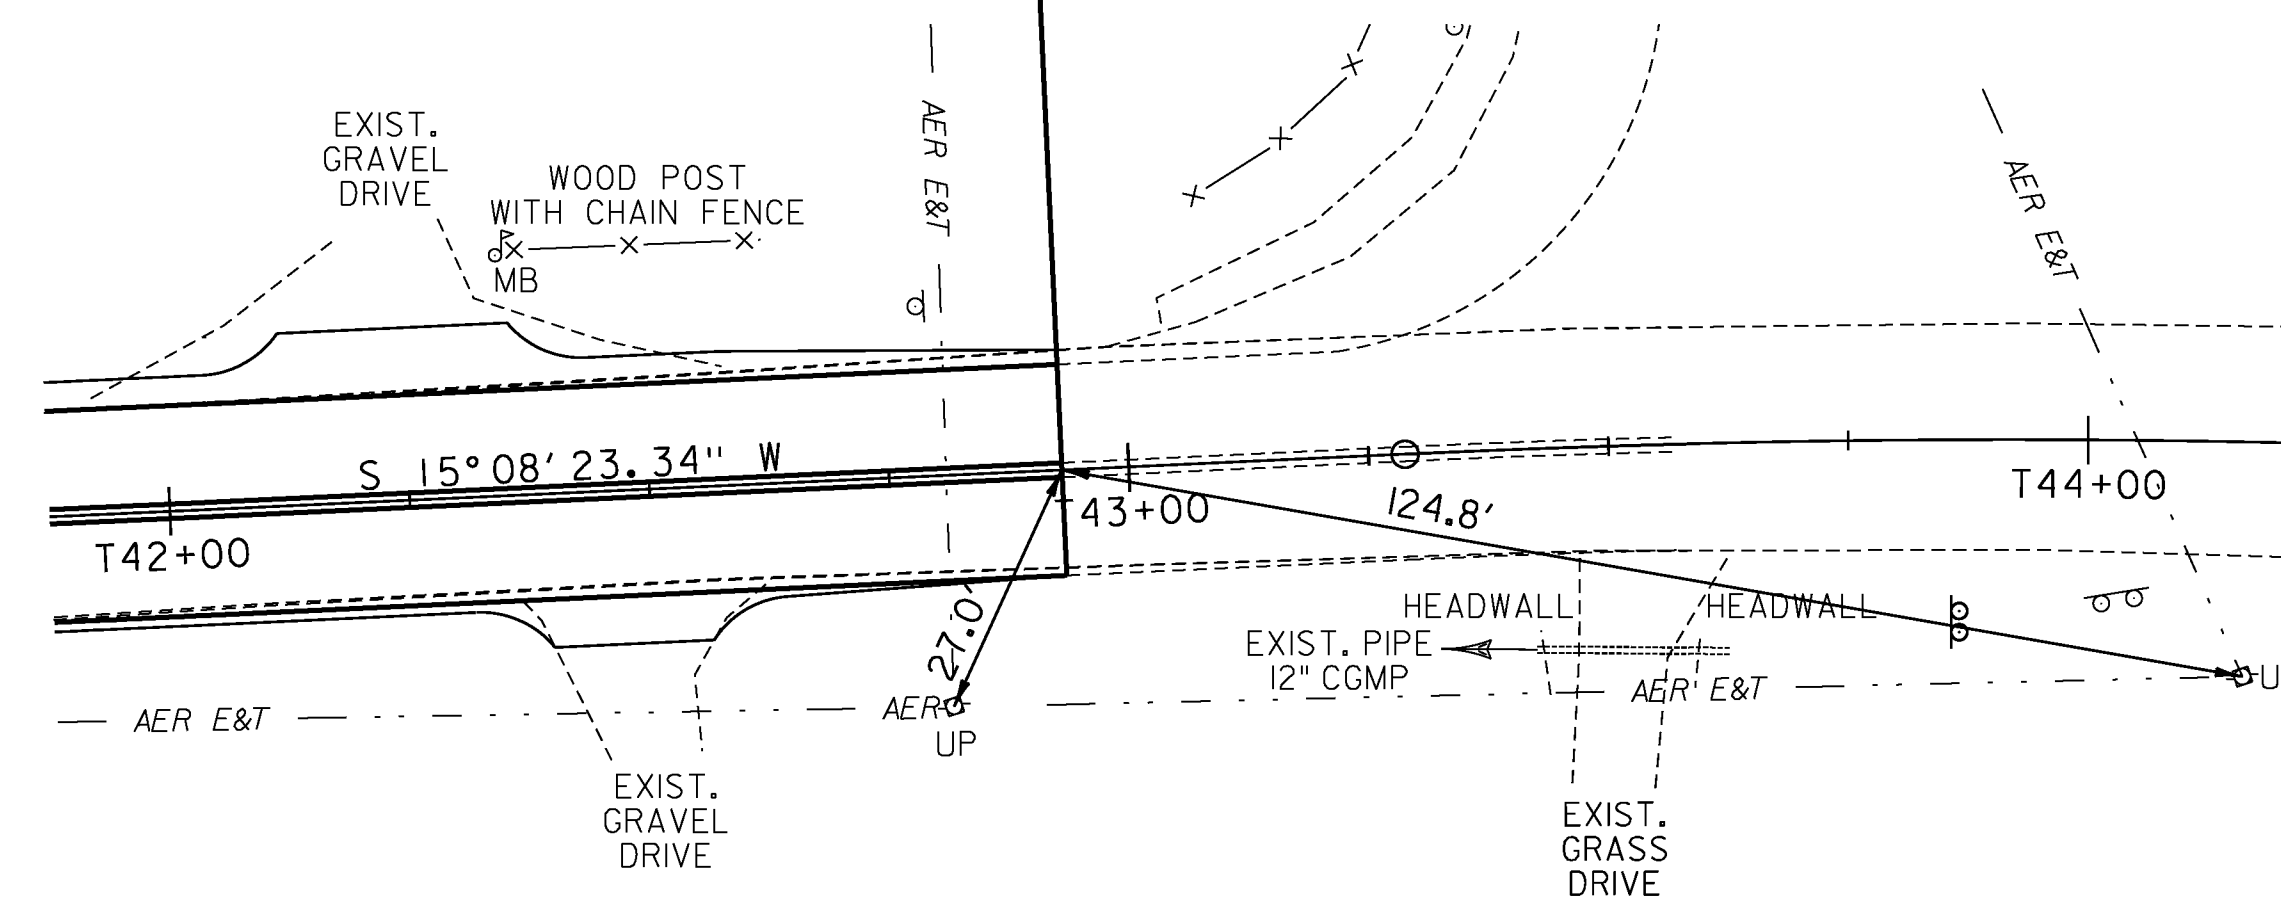 EXIST.
GRAVEL
DRIVE
WOOD POST
WITH CHAIN FENCE
MB
AER E&T
AER E&T
S 15°08'23.34" W
T42+00
43+00
124.8'
T44+00
27.0'
HEADWALL
HEADWALL
EXIST. PIPE
12" CGMP
AER E&T
AER
AER E&T
UP
U
EXIST.
GRAVEL
DRIVE
EXIST.
GRASS
DRIVE